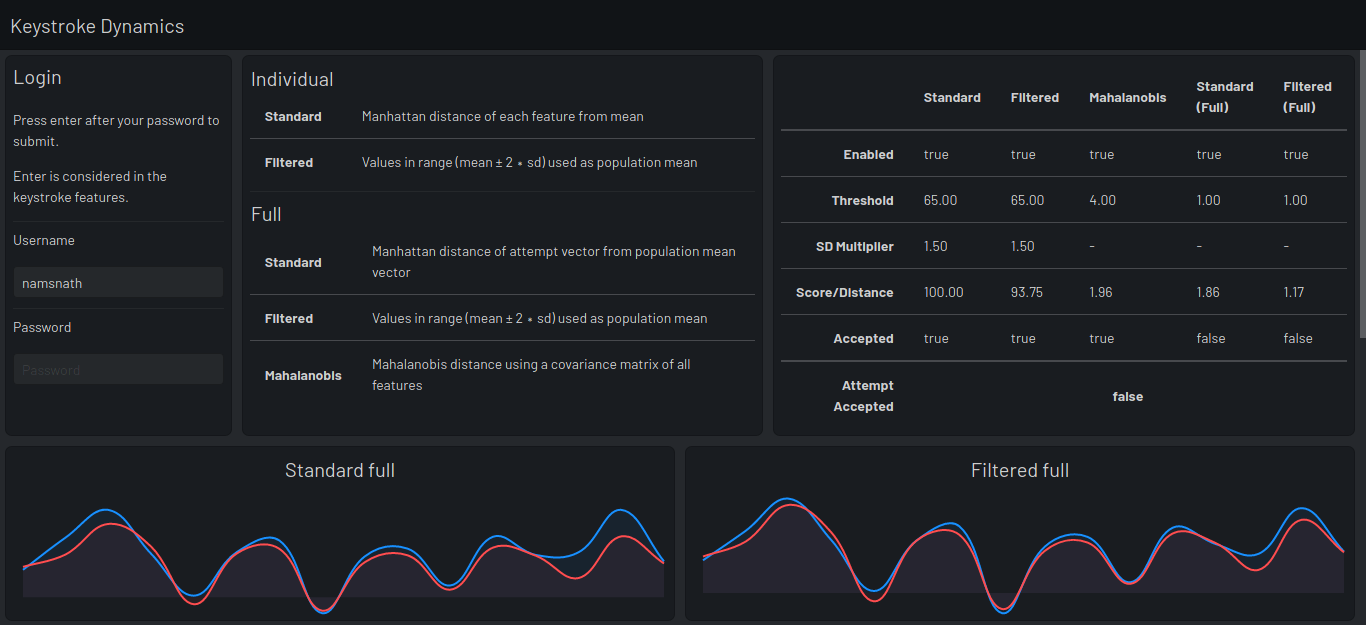 Keystroke Dynamics
Login
Press enter after your password to
submit.
Enter is considered in the
keystroke features.
Username
namsnath
Password
Password
Individual
Standard Manhattan distance of each feature from mean
Filtered Values in range (mean ± 2 * sd) used as population mean
Full
Standard Manhattan distance of attempt vector from population mean
vector
Filtered Values in range (mean ± 2 * sd) used as population mean
Mahalanobis Mahalanobis distance using a covariance matrix of all
features
Standard Filtered Mahalanobis Standard (Full) Filtered (Full)
Enabled true true true true true
Threshold 65.00 65.00 4.00 1.00 1.00
SD Multiplier 1.50 1.50 - - -
Score/Distance 100.00 93.75 1.96 1.86 1.17
Accepted true true true false false
Attempt
Accepted false
Standard full
Filtered full